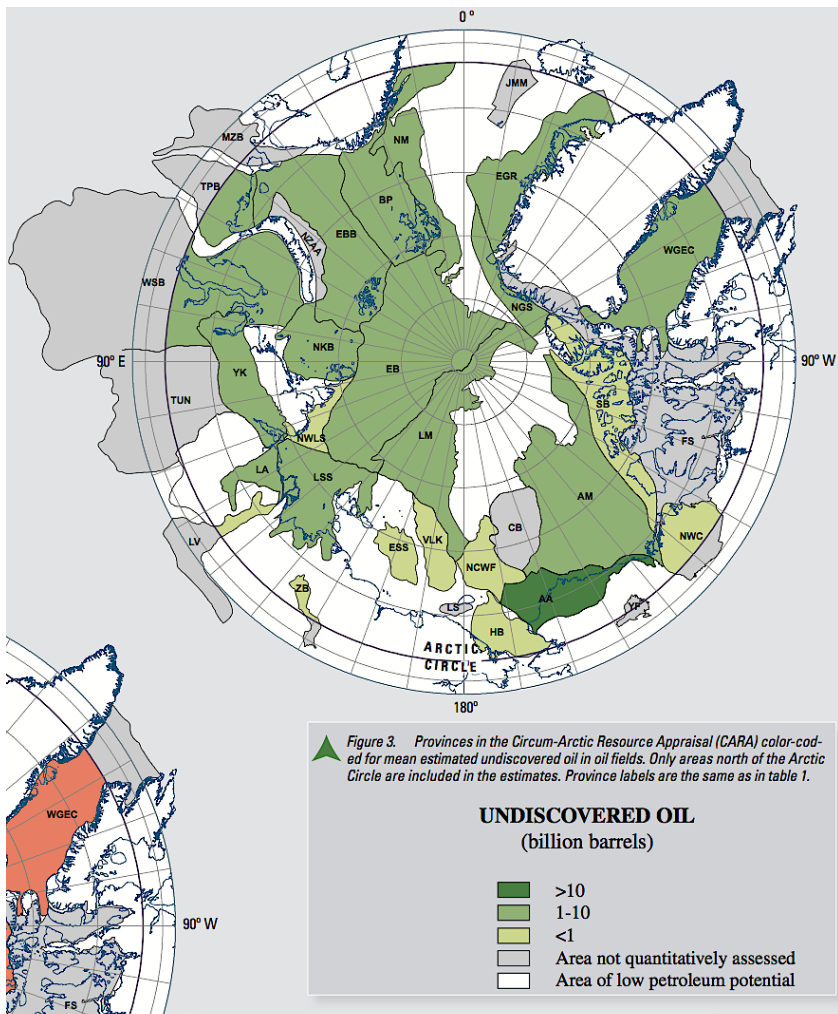 0°
JMM
MZB
NM
TPB
EGR
BP
EBB
NZAA
WGEC
WSB
NGS
NKB
90° E
EB
90° W
YK
TUN
SB
LM
NWLS
FS
LA
LSS
AM
CB
LV
ESS
VLK
NWC
NCWF
ZB
AA
LS
YF
HB
ARCTIC
CIRCLE
180°
Figure 3. Provinces in the Circum-Arctic Resource Appraisal (CARA) color-cod-
ed for mean estimated undiscovered oil in oil fields. Only areas north of the Arctic
Circle are included in the estimates. Province labels are the same as in table 1.
UNDISCOVERED OIL
(billion barrels)
>10
1-10
<1
Area not quantitatively assessed
Area of low petroleum potential
WGEC
90° W
FS